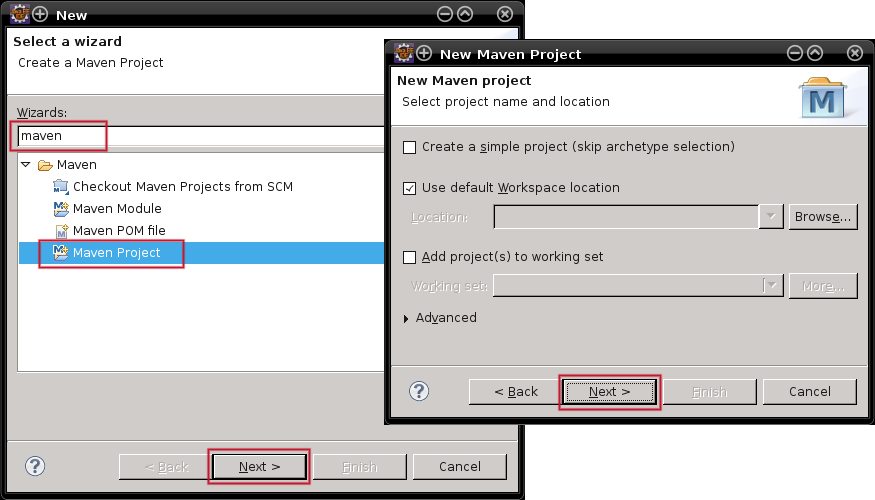 New
Select a wizard
Create a Maven Project
Wizards:
maven
Maven
Checkout Maven Projects from SCM
Maven Module
Maven POM file
Maven Project
< Back
Next >
Finish
Cancel
New Maven Project
New Maven project
Select project name and location
M
Create a simple project (skip archetype selection)
Use default Workspace location
Location:
Browse...
Add project(s) to working set
Working set:
More...
Advanced
< Back
Next >
Finish
Cancel